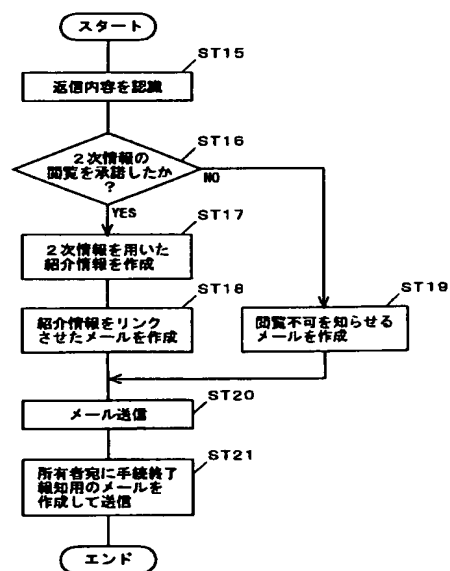 スタート
ST15
返信内容を認識
ST16
2次情報の
閲覧を承諾したか
?
NO
YES
ST17
2次情報を用いた
紹介情報を作成
ST18
紹介情報をリンク
させたメールを作成
ST19
閲覧不可を知らせる
メールを作成
ST20
メール送信
ST21
所有者宛に手続終了
報知用のメールを
作成して送信
エンド